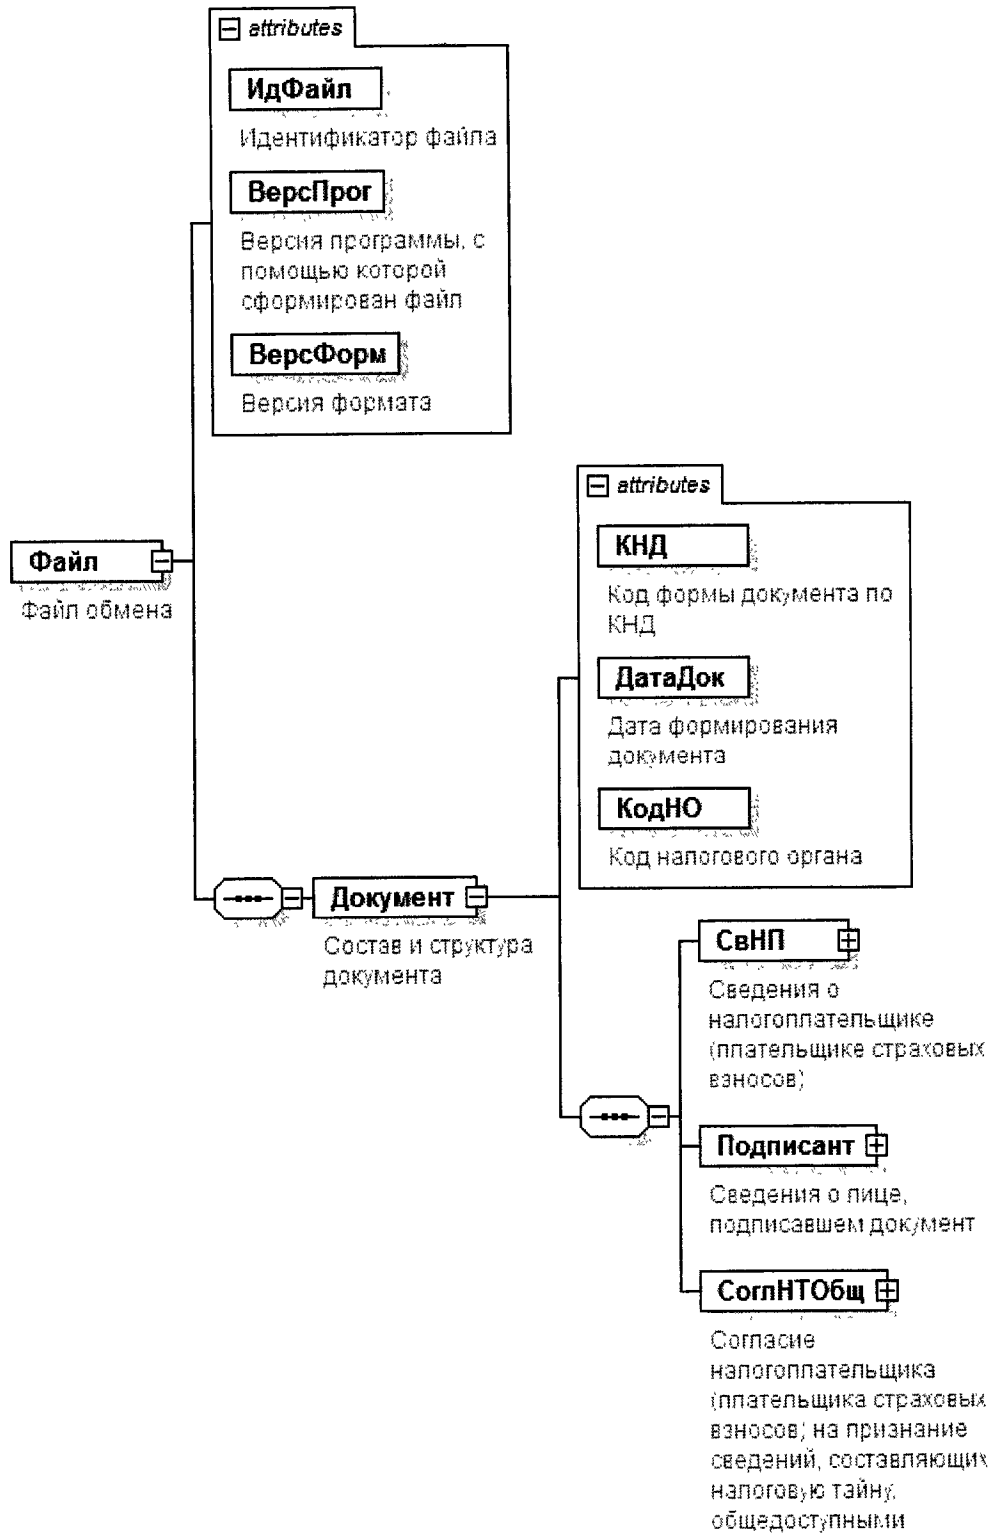 attributes
ИдФайл
Идентификатор файла
ВерсПрог
Версия программы, с
помощью которой
сформирован файл
ВерсФорм
Версия формата
Файл
Файл обмена
attributes
КНД
Код формы документа по
КНД
ДатаДок
Дата формирования
документа
КодНО
Код налогового органа
Документ
Состав и структура
документа
СвНП
Сведения о
налогоплательщике
(плательщике страховых
взносов)
Подписант
Сведения о лице,
подписавшем документ
СоглНТОбщ
Согласие
налогоплательщика
(плательщика страховых
взносов) на признание
сведений, составляющих
налоговую тайну,
общедоступными